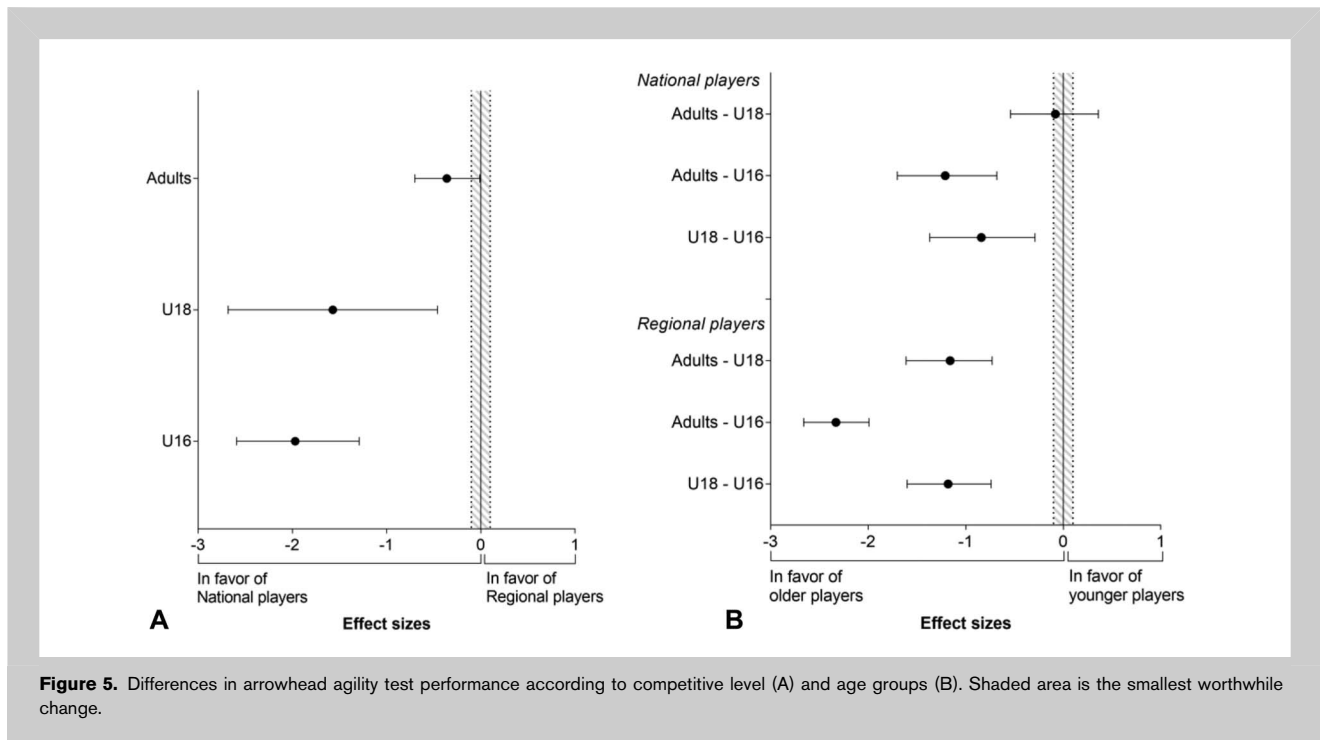 Adults
U18
U16
-3 -2 -1 0 1
In favor of
National players
In favor of
Regional players
A
Effect sizes
National players
Adults - U18
Adults - U16
U18 - U16
Regional players
Adults - U18
Adults - U16
U18 - U16
-3 -2 -1 0 1
In favor of
older players
In favor of
younger players
B
Effect sizes
Figure 5. Differences in arrowhead agility test performance according to competitive level (A) and age groups (B). Shaded area is the smallest worthwhile
change.